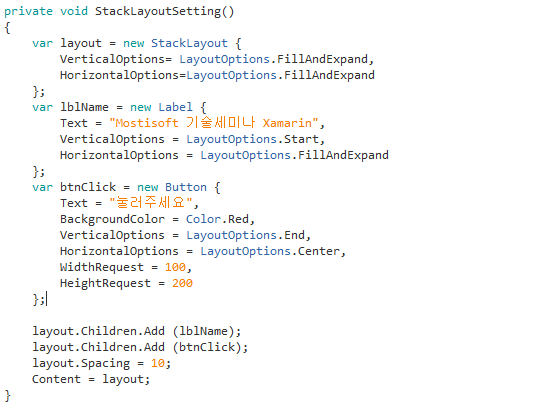 private void StackLayoutSetting()
{
    var layout = new StackLayout {
        VerticalOptions= LayoutOptions.FillAndExpand,
        HorizontalOptions=LayoutOptions.FillAndExpand
    };
    var lblName = new Label {
        Text = "Mostisoft 기술세미나 Xamarin",
        VerticalOptions = LayoutOptions.Start,
        HorizontalOptions = LayoutOptions.FillAndExpand
    };
    var btnClick = new Button {
        Text = "눌러주세요",
        BackgroundColor = Color.Red,
        VerticalOptions = LayoutOptions.End,
        HorizontalOptions = LayoutOptions.Center,
        WidthRequest = 100,
        HeightRequest = 200
    };

    layout.Children.Add (lblName);
    layout.Children.Add (btnClick);
    layout.Spacing = 10;
    Content = layout;
}